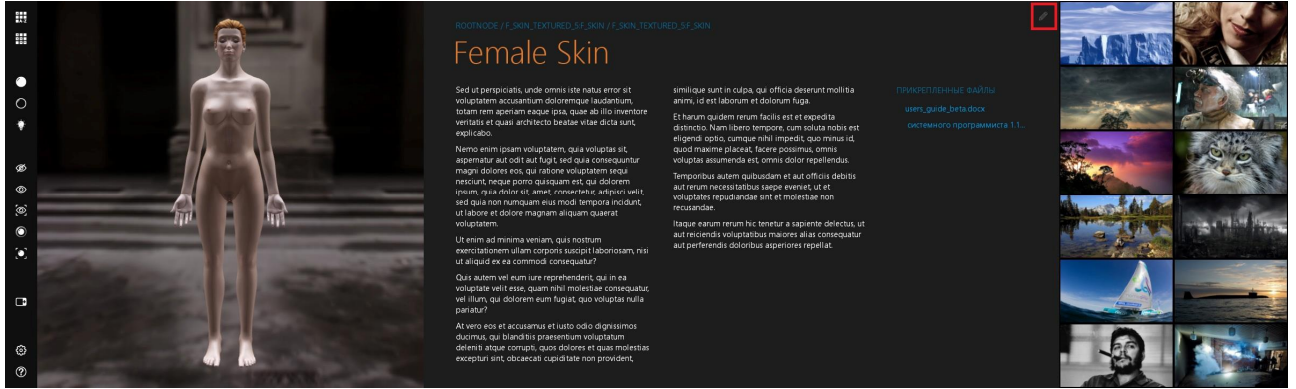 ROOTNODE / F_SKIN_TEXTURED_5:F_SKIN / F_SKIN_TEXTURED_5:F_SKIN
Female Skin
Sed ut perspiciatis, unde omnis iste natus error sit
voluptatem accusantium doloremque laudantium,
totam rem aperiam eaque ipsa, quae ab illo inventore
veritatis et quasi architecto beatae vitae dicta sunt,
explicabo.
Nemo enim ipsam voluptatem, quia voluptas sit,
aspernatur aut odit aut fugit, sed quia consequuntur
magni dolores eos, qui ratione voluptatem sequi
nesciunt, neque porro quisquam est, qui dolorem
ipsum, quia dolor sit, amet, consectetur, adipisci velit,
sed quia non numquam eius modi tempora incidunt,
ut labore et dolore magnam aliquam quaerat
voluptatem.
Ut enim ad minima veniam, quis nostrum
exercitationem ullam corporis suscipit laboriosam, nisi
ut aliquid ex ea commodi consequatur?
Quis autem vel eum iure reprehenderit, qui in ea
voluptate velit esse, quam nihil molestiae consequatur,
vel illum, qui dolorem eum fugiat, quo voluptas nulla
pariatur?
At vero eos et accusamus et iusto odio dignissimos
ducimus, qui blanditiis praesentium voluptatum
deleniti atque corrupti, quos dolores et quas molestias
excepturi sint, obcaecati cupiditate non provident,
similique sunt in culpa, qui officia deserunt mollitia
animi, id est laborum et dolorum fuga.
Et harum quidem rerum facilis est et expedita
distinctio. Nam libero tempore, cum soluta nobis est
eligendi optio, cumque nihil impedit, quo minus id,
quod maxime placeat, facere possimus, omnis
voluptas assumenda est, omnis dolor repellendus.
Temporibus autem quibusdam et aut officiis debitis
aut rerum necessitatibus saepe eveniet, ut et
voluptates repudiandae sint et molestiae non
recusandae.
Itaque earum rerum hic tenetur a sapiente delectus, ut
aut reiciendis voluptatibus maiores alias consequatur
aut perferendis doloribus asperiores repellat.
ПРИКРЕПЛЕННЫЕ ФАЙЛЫ
users_guide_beta.docx
системного программиста 1.1...